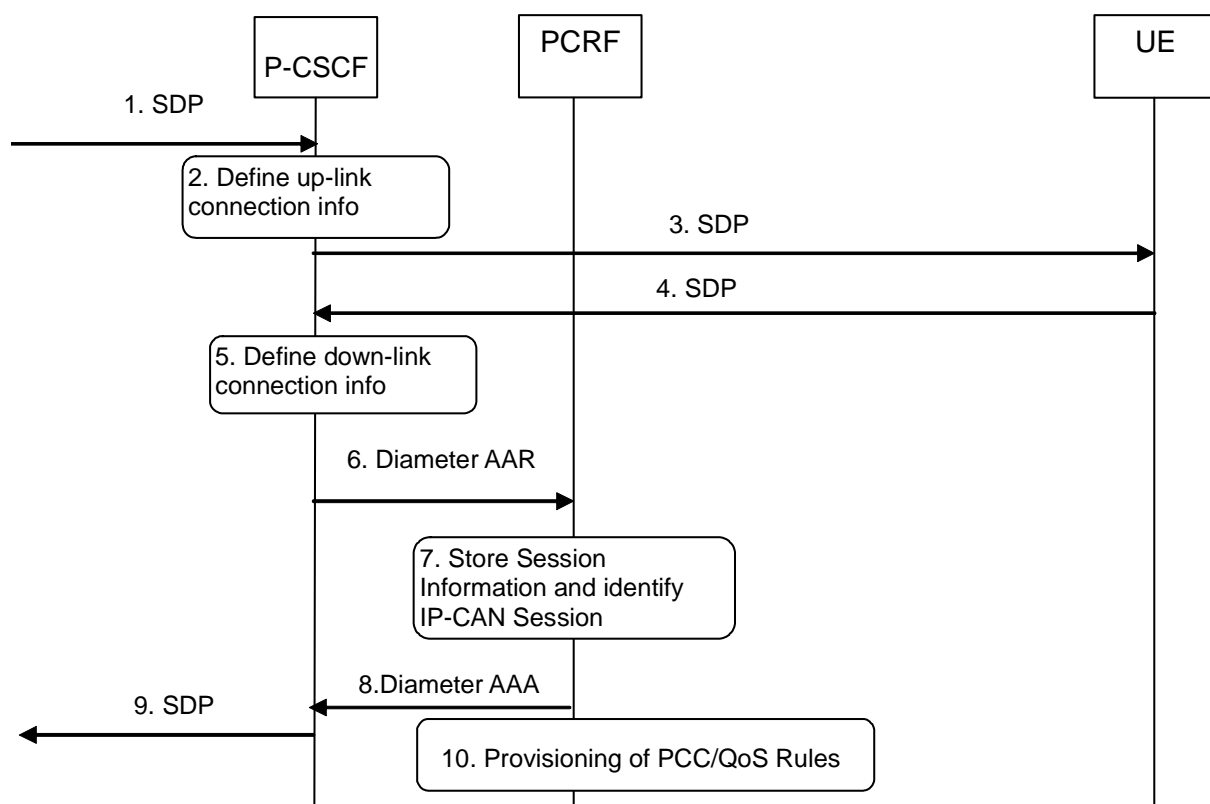 P-CSCF
PCRF
UE
1. SDP
2. Define up-link
connection info
3. SDP
4. SDP
5. Define down-link
connection info
6. Diameter AAR
7. Store Session
Information and identify
IP-CAN Session
8.Diameter AAA
9. SDP
10. Provisioning of PCC/QoS Rules